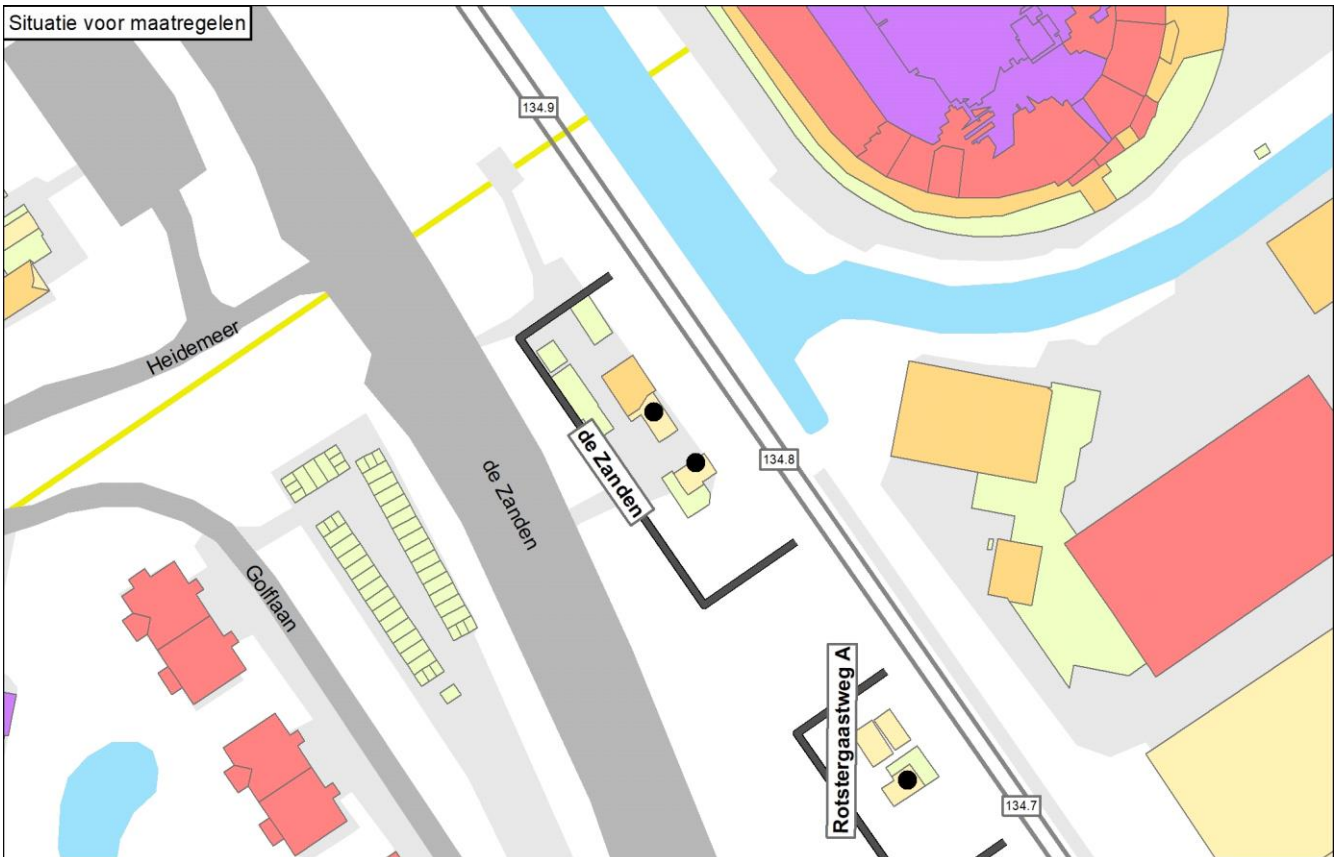 Situatie voor maatregelen
134.9
Heidemeer
de Zanden
de Zanden
134.8
Golflaan
Rotstergaastweg A
134.7